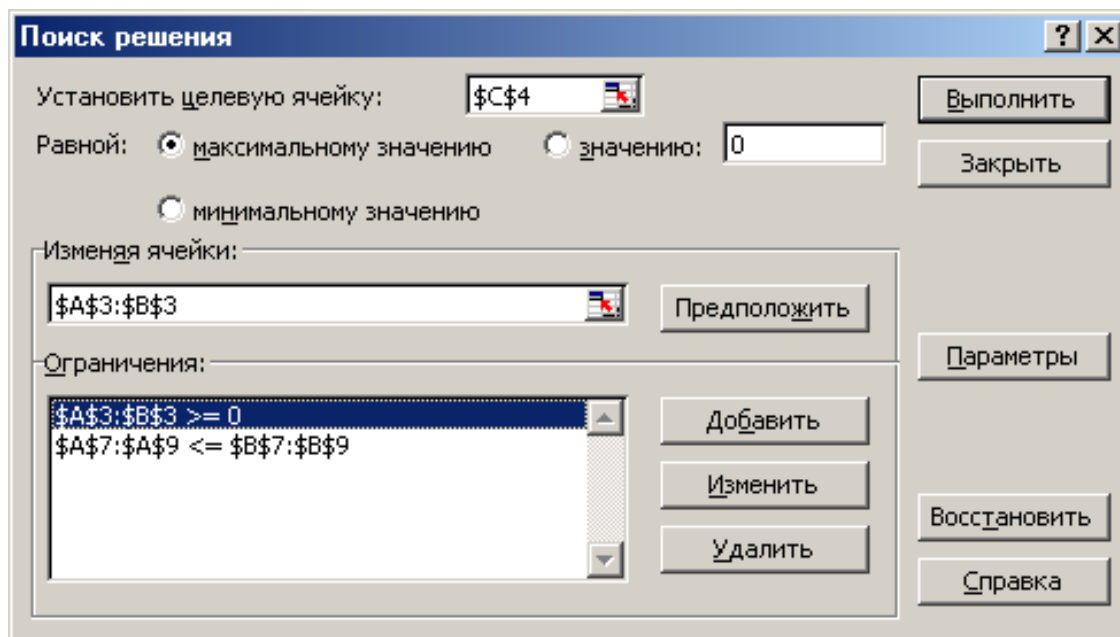 Поиск решения
Установить целевую ячейку: $C$4
Выполнить
Равной: максимальному значению значению: 0
Закрыть
минимальному значению
Изменяя ячейки:
$A$3:$B$3
Предположить
Ограничения:
Параметры
$A$3:$B$3 >= 0
Добавить
$A$7:$A$9 <= $B$7:$B$9
Изменить
Восстановить
Удалить
Справка